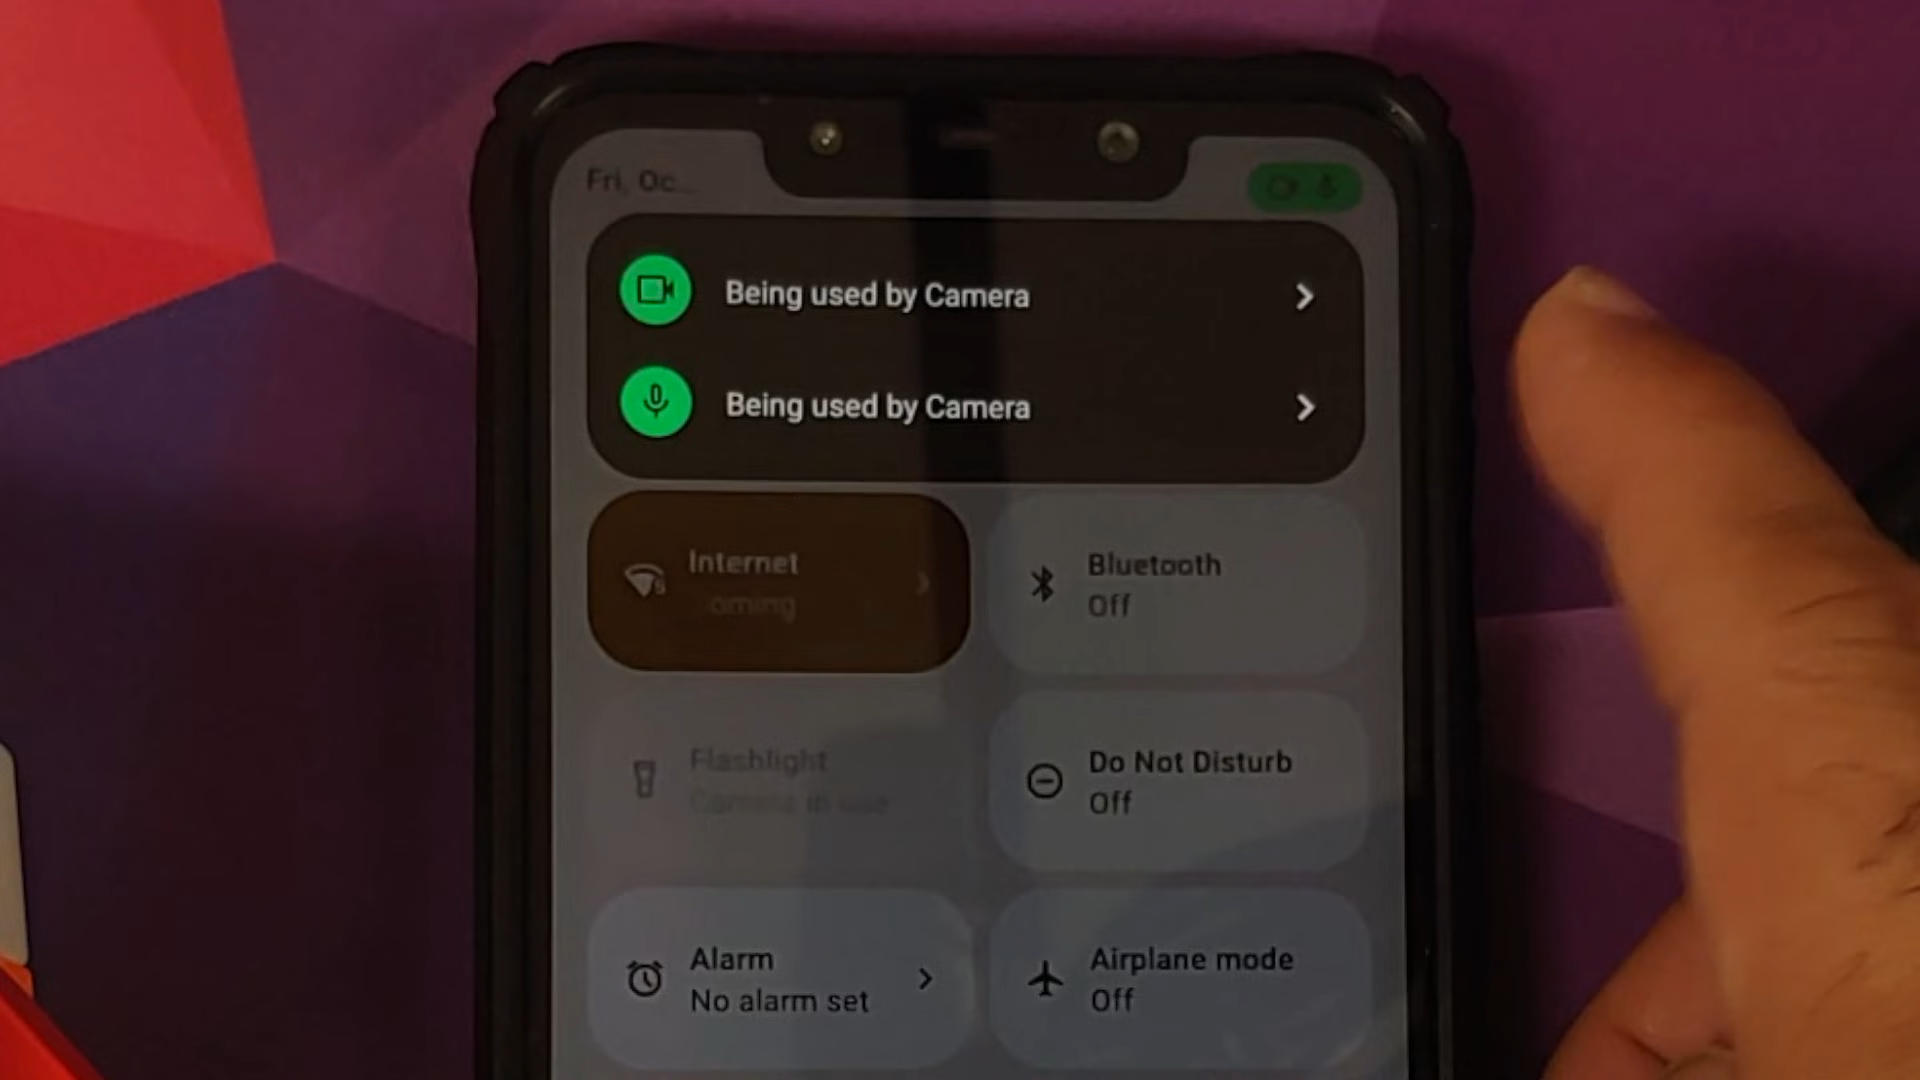 Fri, Oc...
Being used by Camera
Being used by Camera
Internet
oming
Bluetooth
Off
Flashlight
Camera in use
Do Not Disturb
Off
Alarm
No alarm set
Airplane mode
Off